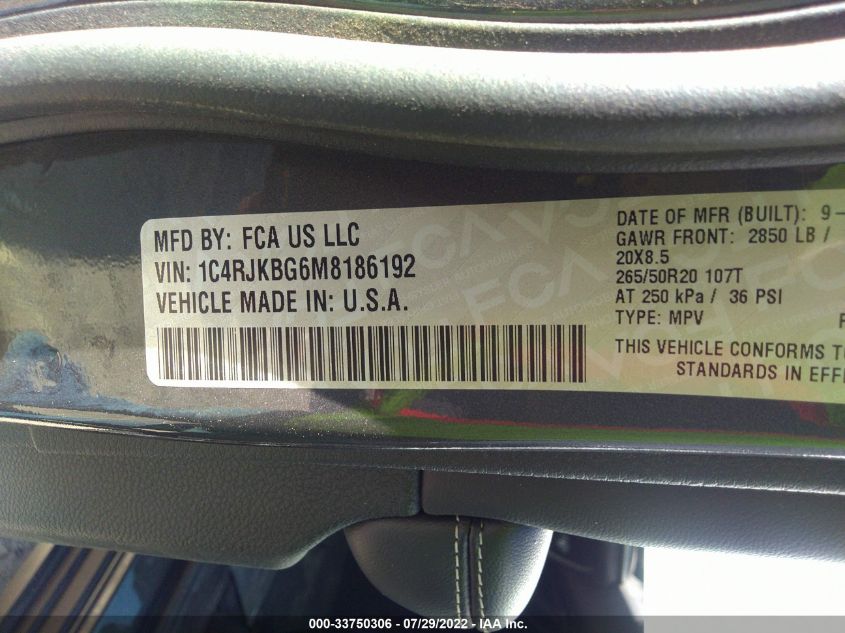 MFD BY: FCA US LLC
VIN: 1C4RJKBG6M8186192
VEHICLE MADE IN: U.S.A.
DATE OF MFR (BUILT): 9-
GAWR FRONT: 2850 LB /
20X8.5
265/50R20 107T
AT 250 kPa / 36 PSI
TYPE: MPV
THIS VEHICLE CONFORMS TO
STANDARDS IN EFF
000-33750306 - 07/29/2022 - IAA Inc.